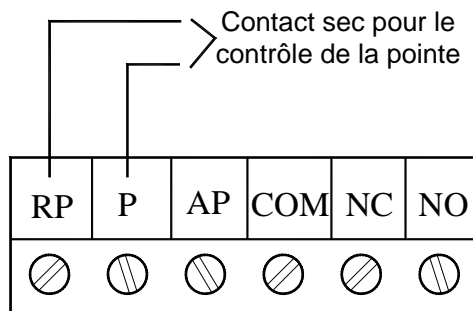 Contact sec pour le
contrôle de la pointe
RP P AP COM NC NO